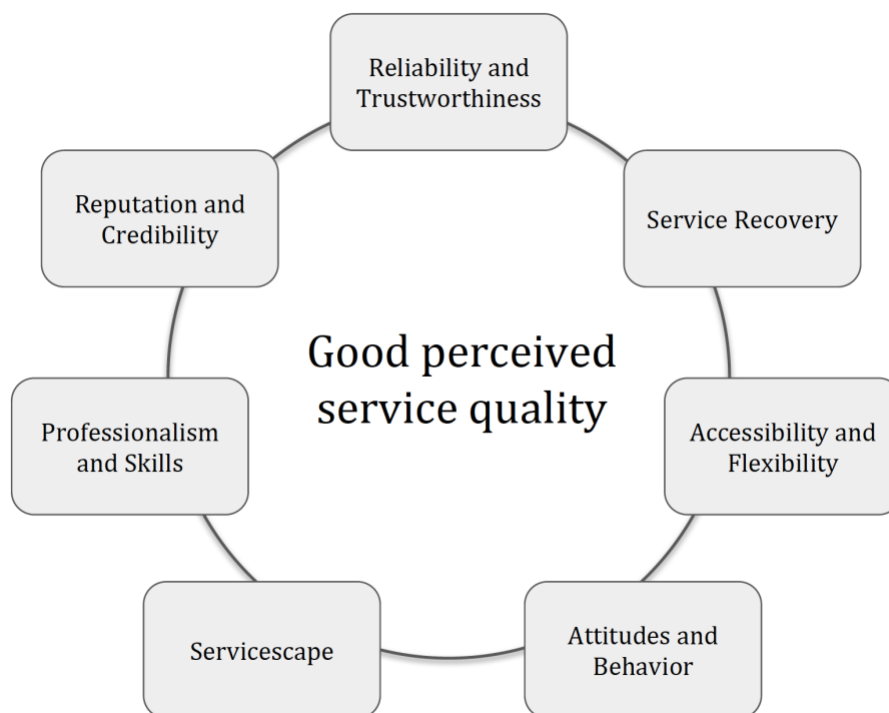 Reliability and
Trustworthiness
Service Recovery
Reputation and
Credibility
Good perceived
service quality
Professionalism
and Skills
Accessibility and
Flexibility
Servicescape
Attitudes and
Behavior